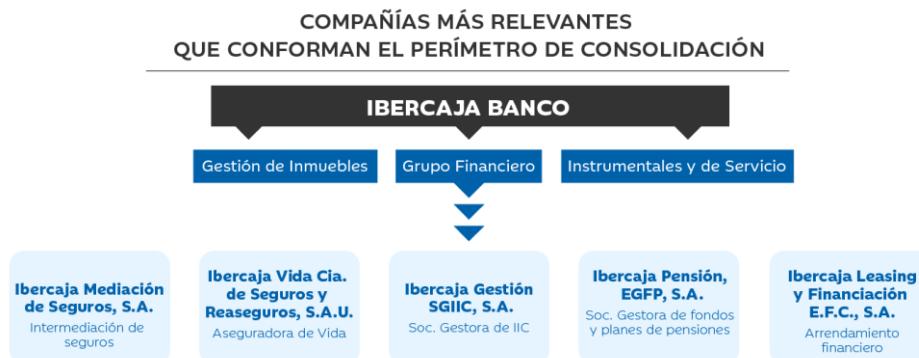 COMPAÑÍAS MÁS RELEVANTES
QUE CONFORMAN EL PERÍMETRO DE CONSOLIDACIÓN
IBERCAJA BANCO
Gestión de Inmuebles
Grupo Financiero
Instrumentales y de Servicio
Ibercaja Mediación
de Seguros, S.A.
Intermediación de
seguros
Ibercaja Vida Cia.
de Seguros y
Reaseguros, S.A.U.
Aseguradora de Vida
Ibercaja Gestión
SGIIC, S.A.
Soc. Gestora de IIC
Ibercaja Pensión,
EGFP, S.A.
Soc. Gestora de fondos
y planes de pensiones
Ibercaja Leasing
y Financiación
E.F.C., S.A.
Arrendamiento
financiero